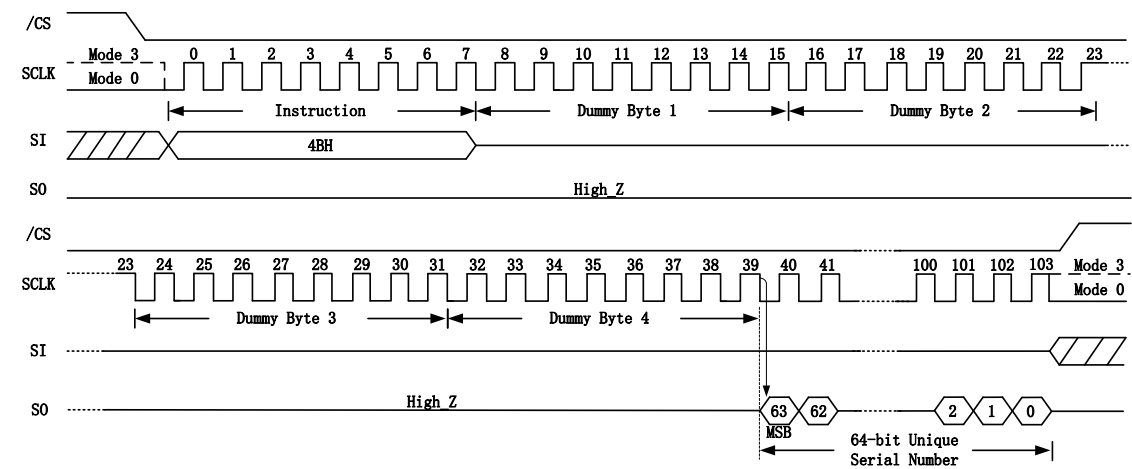 /CS
Mode 3 0 1 2 3 4 5 6 7 8 9 10 11 12 13 14 15 16 17 18 19 20 21 22 23
SCLK
Mode 0
Instruction Dummy Byte 1 Dummy Byte 2
SI 4BH
SO High_Z
/CS
23 24 25 26 27 28 29 30 31 32 33 34 35 36 37 38 39 40 41 100 101 102 103 Mode 3
SCLK Mode 0
Dummy Byte 3 Dummy Byte 4
SI
SO High_Z 63 62 2 1 0
MSB
64-bit Unique
Serial Number